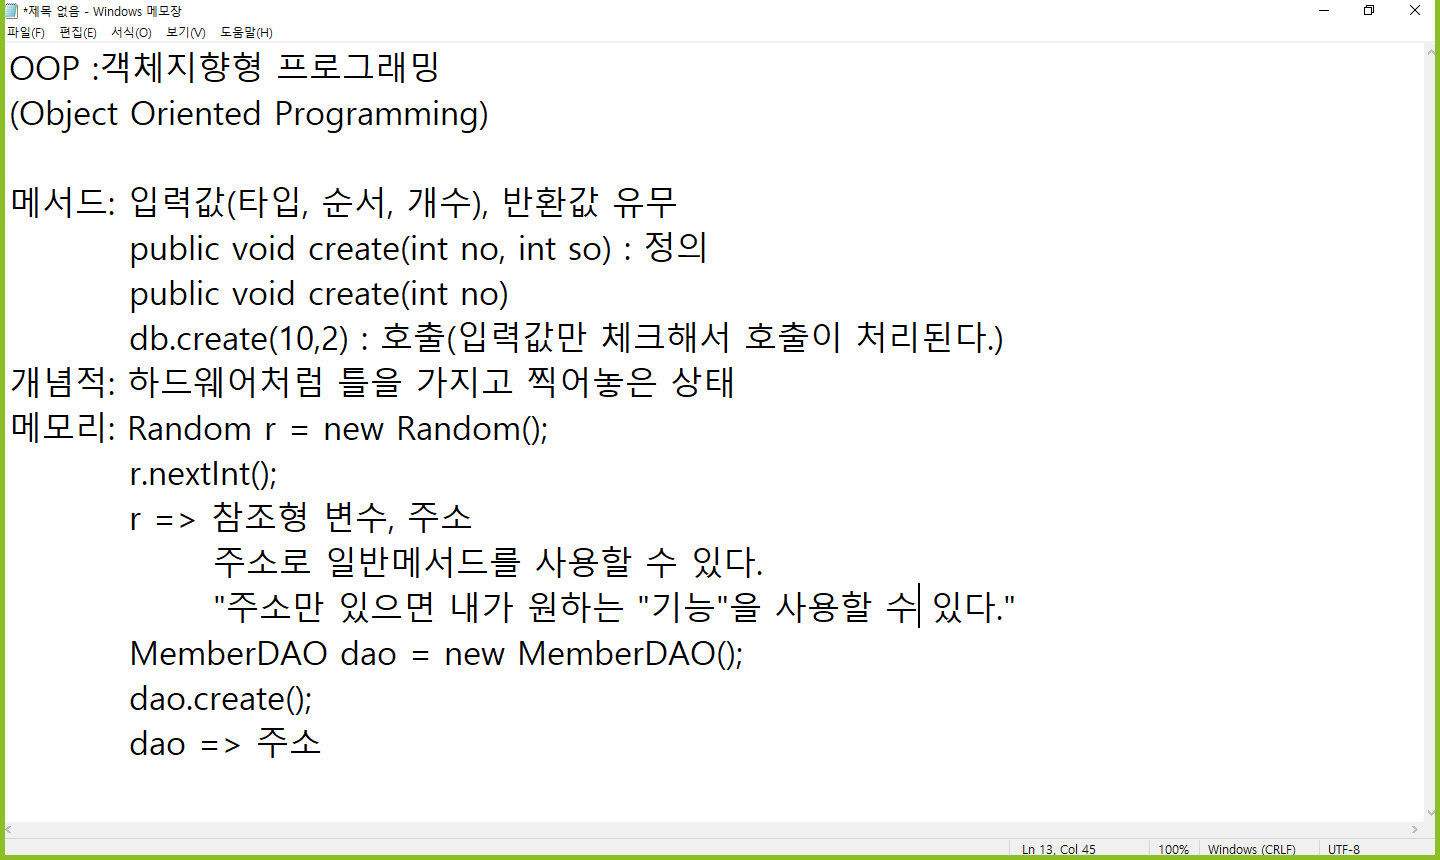 *제목 없음 - Windows 메모장
파일(F) 편집(E) 서식(O) 보기(V) 도움말(H)
OOP :객체지향형 프로그래밍
(Object Oriented Programming)
메서드: 입력값(타입, 순서, 개수), 반환값 유무
public void create(int no, int so) : 정의
public void create(int no)
db.create(10,2) : 호출(입력값만 체크해서 호출이 처리된다.)
개념적: 하드웨어처럼 틀을 가지고 찍어놓은 상태
메모리: Random r = new Random();
r.nextInt();
r => 참조형 변수, 주소
주소로 일반메서드를 사용할 수 있다.
"주소만 있으면 내가 원하는 "기능"을 사용할 수 있다."
MemberDAO dao = new MemberDAO();
dao.create();
dao => 주소
Ln 13, Col 45 100% Windows (CRLF) UTF-8